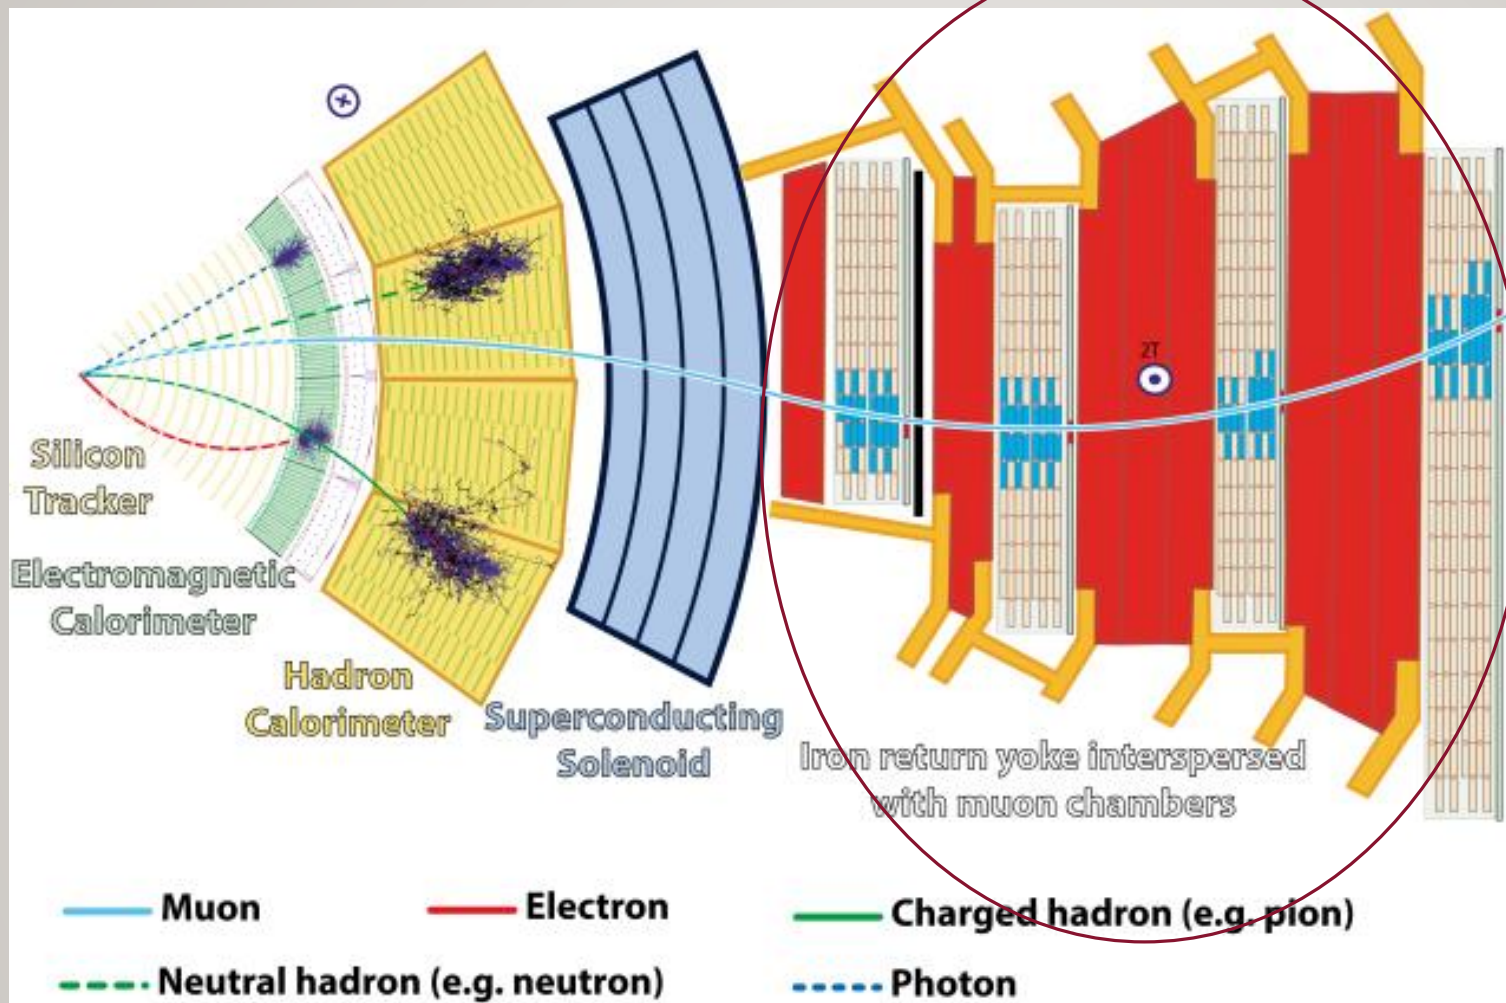 2T
Silicon
Tracker
Electromagnetic
Calorimeter
Hadron
Calorimeter
Superconducting
Solenoid
Iron return yoke interspersed
with muon chambers
Muon
Electron
Charged hadron (e.g. pion)
Neutral hadron (e.g. neutron)
Photon